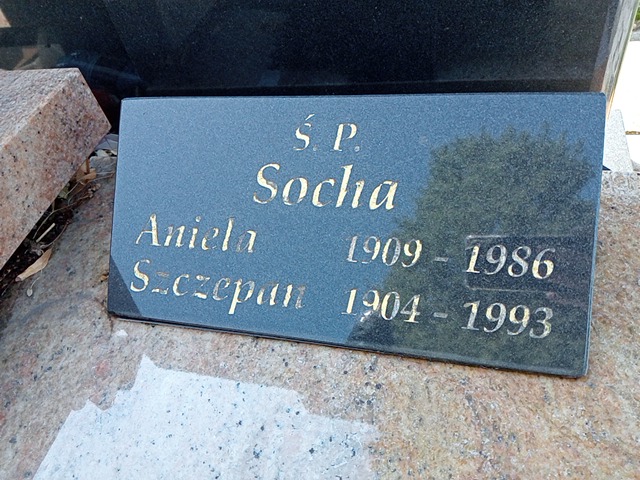 Ś. P.
Socha
Aniela 1909 - 1986
Szczepan 1904 - 1993